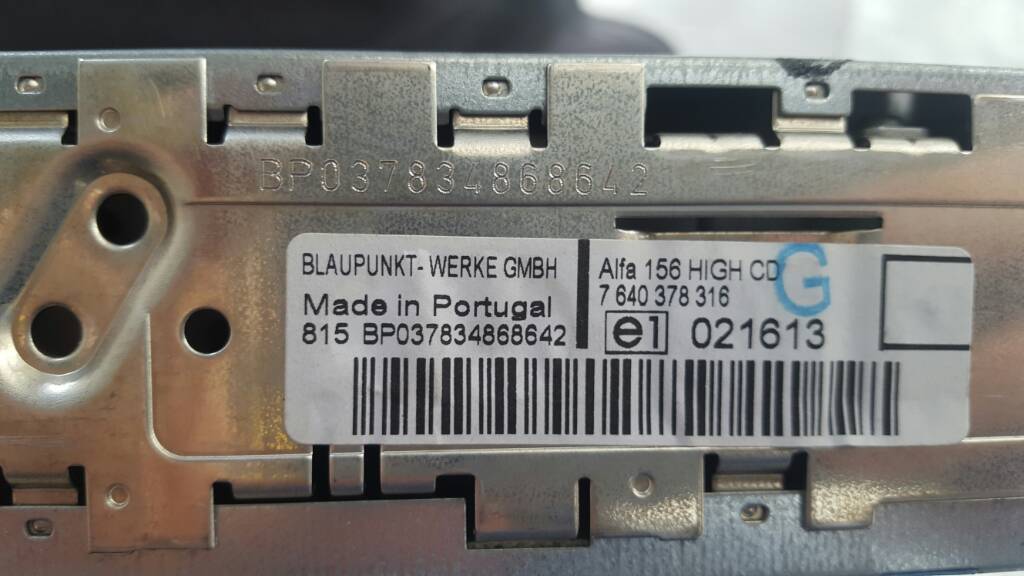 BP037834868642
BLAUPUNKT- WERKE GMBH
Made in Portugal
815 BP037834868642
Alfa 156 HIGH CD G
7 640 378 316
e1 021613